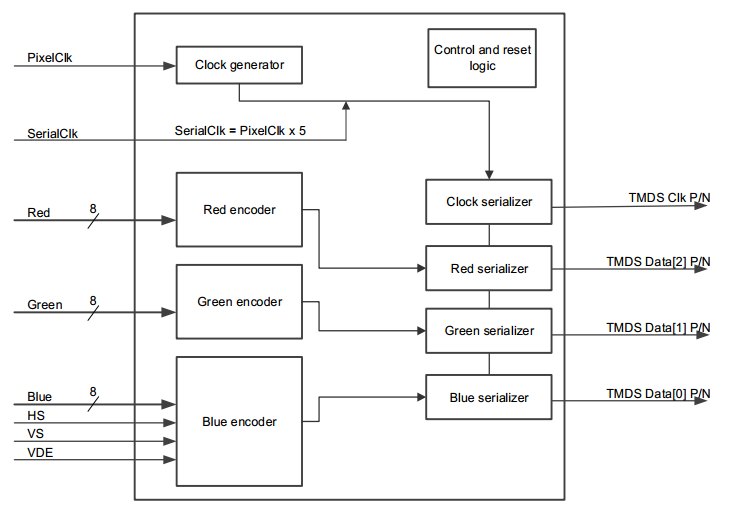 PixelClk
Clock generator
Control and reset
logic
SerialClk
SerialClk = PixelClk x 5
Red
8
Red encoder
Clock serializer
TMDS Clk P/N
Red serializer
TMDS Data[2] P/N
Green
8
Green encoder
Green serializer
TMDS Data[1] P/N
Blue
8
HS
VS
VDE
Blue encoder
Blue serializer
TMDS Data[0] P/N